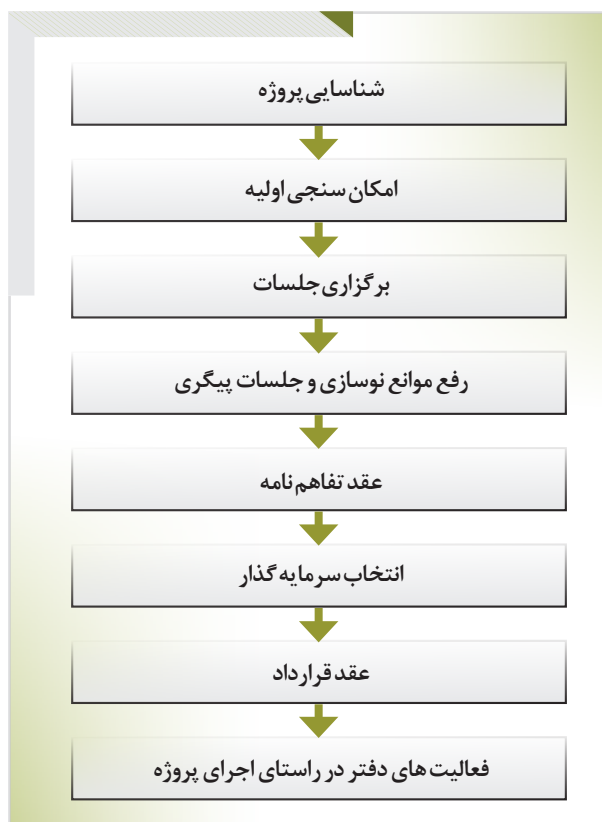 شناسایی پروژه
امکان سنجی اولیه
برگزاری جلسات
رفع موانع نوسازی و جلسات پیگری
عقد تفاهم نامه
انتخاب سرمایه گذار
عقد قرارداد
فعالیت های دفتر در راستای اجرای پروژه